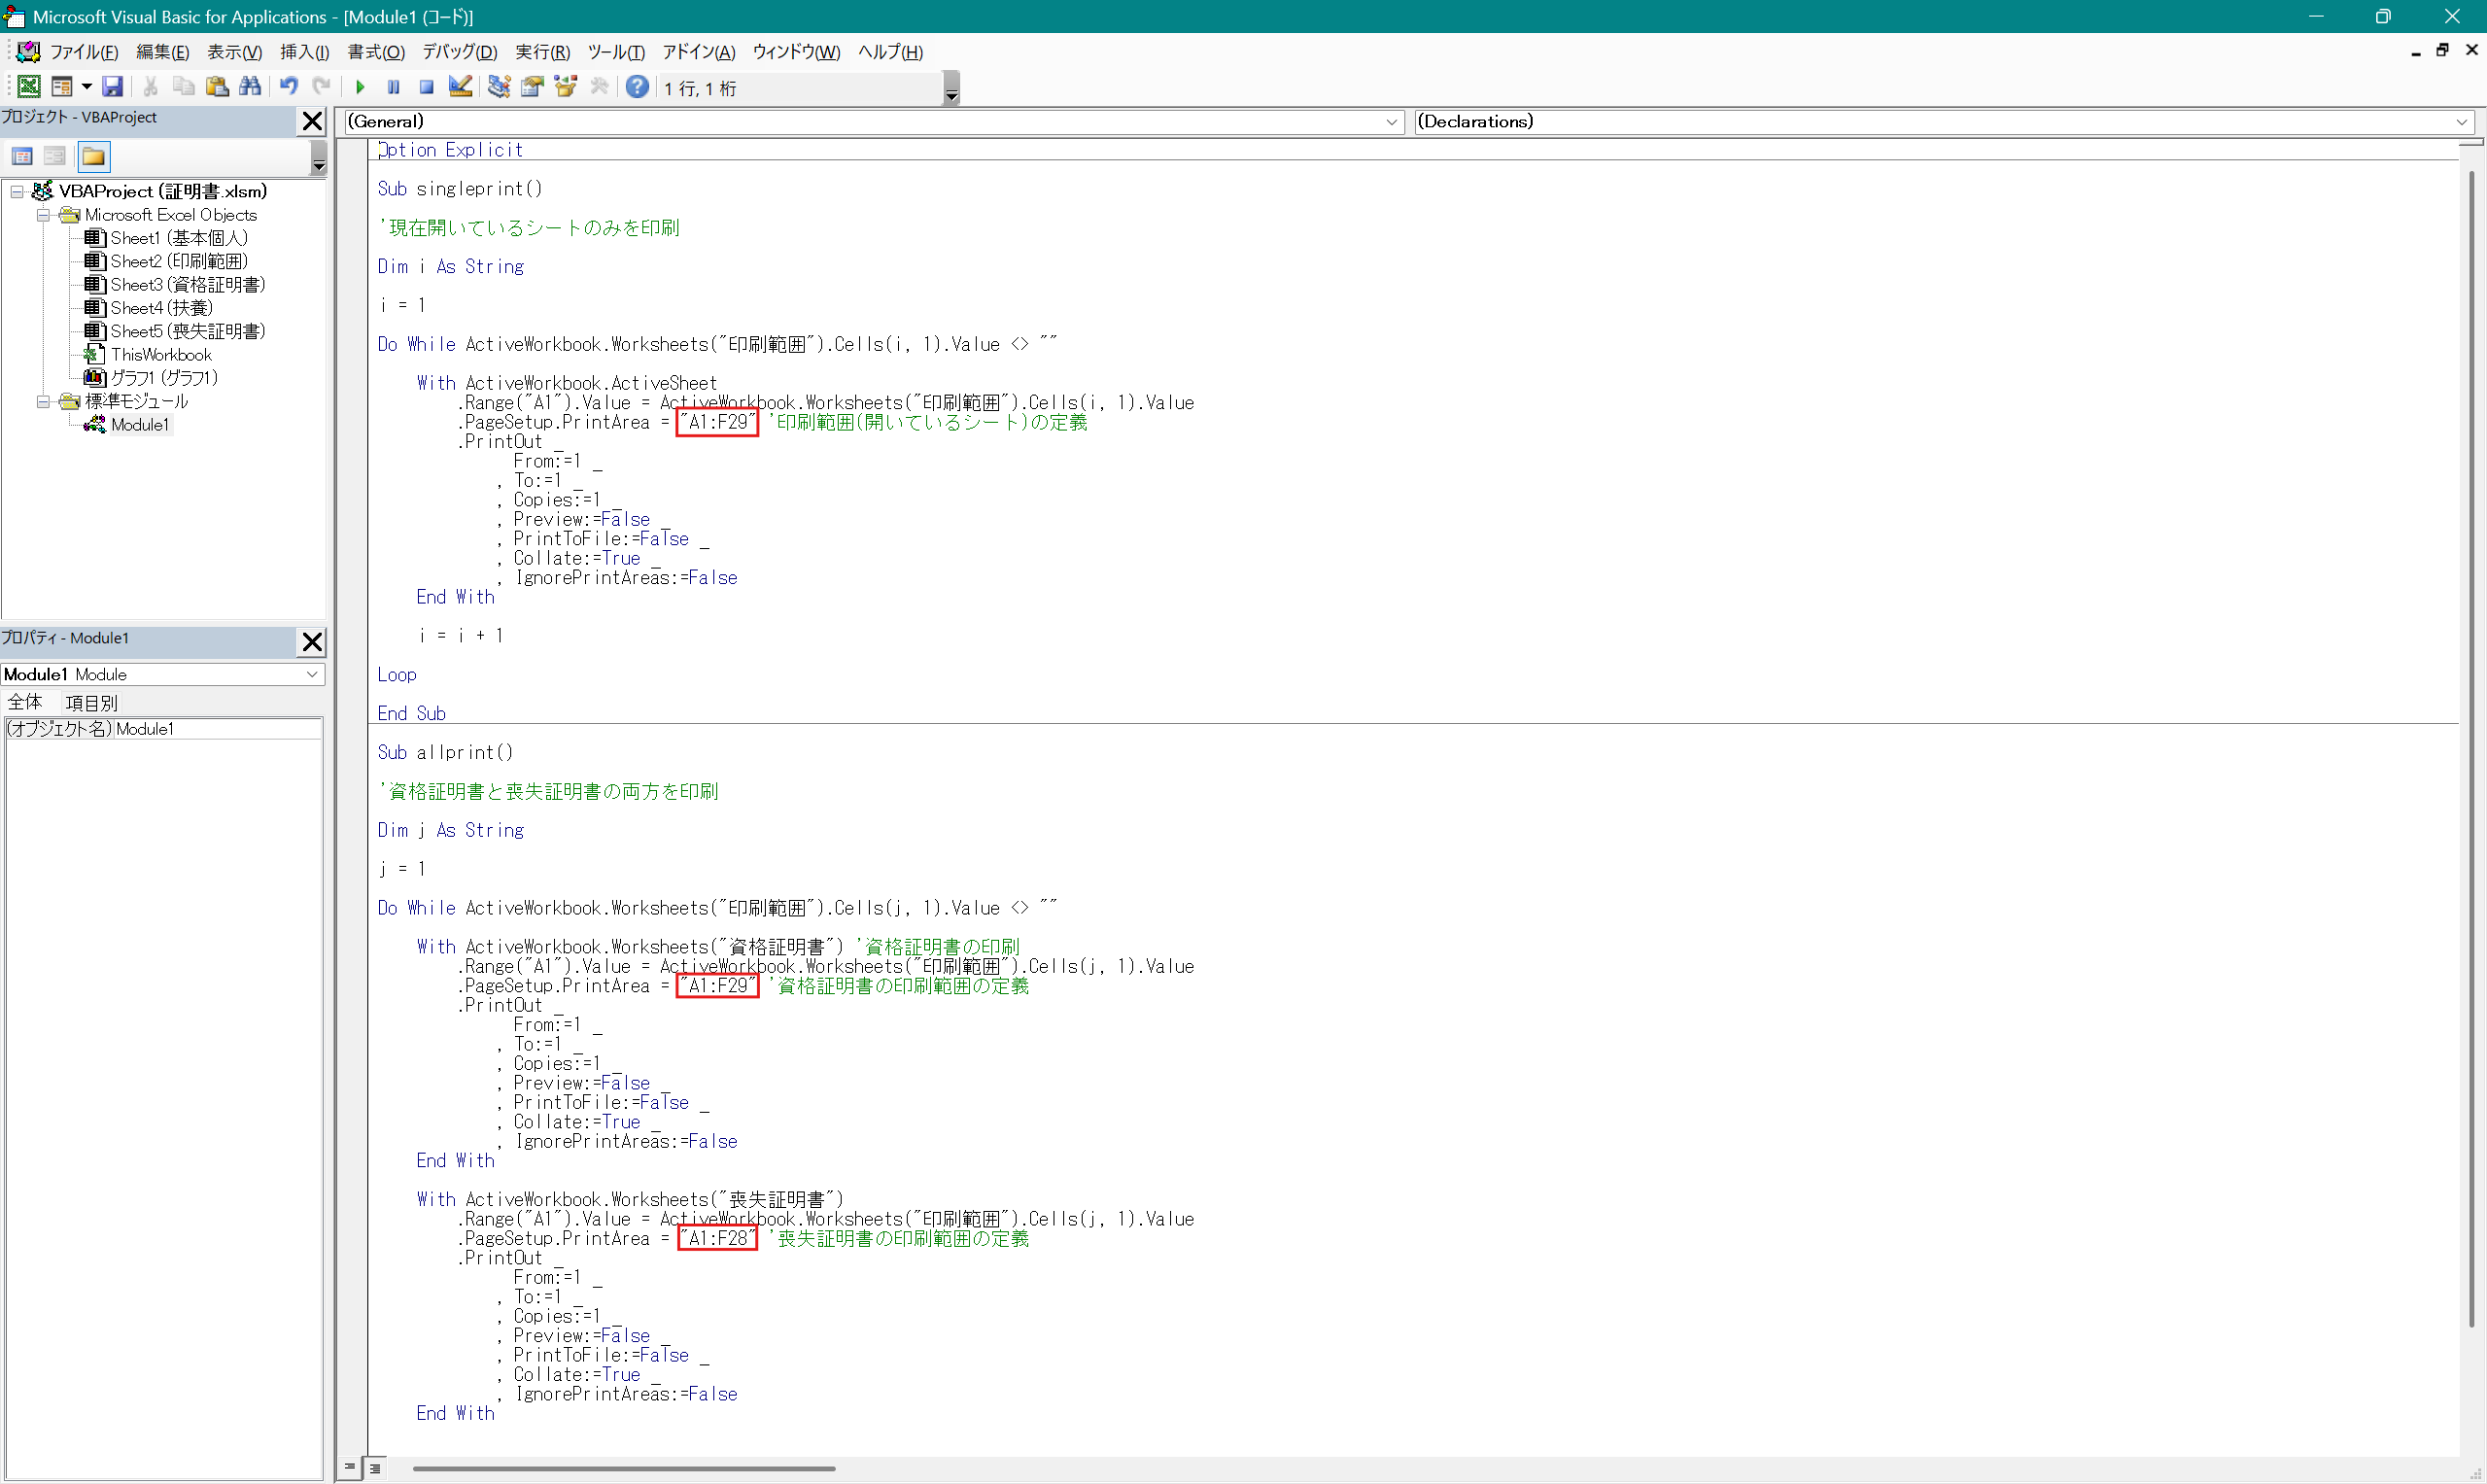 Microsoft Visual Basic for Applications - [Module1 (コード)]
ファイル(F) 編集(E) 表示(V) 挿入(I) 書式(O) デバッグ(D) 実行(R) ツール(T) アドイン(A) ウィンドウ(W) ヘルプ(H)
1 行, 1 桁
プロジェクト - VBAProject
VBAProject (証明書.xlsm)
Microsoft Excel Objects
Sheet1 (基本個人)
Sheet2 (印刷範囲)
Sheet3 (資格証明書)
Sheet4 (扶養)
Sheet5 (喪失証明書)
ThisWorkbook
グラフ1 (グラフ1)
標準モジュール
Module1
プロパティ - Module1
Module1 Module
全体 項目別
(オブジェクト名) Module1
(General) (Declarations)
Option Explicit
Sub singleprint()
'現在開いているシートのみを印刷
Dim i As String
i = 1
Do While ActiveWorkbook.Worksheets("印刷範囲").Cells(i, 1).Value <> ""
With ActiveWorkbook.ActiveSheet
.Range("A1").Value = ActiveWorkbook.Worksheets("印刷範囲").Cells(i, 1).Value
.PageSetup.PrintArea = "A1:F29" '印刷範囲(開いているシート)の定義
.PrintOut _
From:=1 _
, To:=1 _
, Copies:=1 _
, Preview:=False _
, PrintToFile:=False _
, Collate:=True _
, IgnorePrintAreas:=False
End With
i = i + 1
Loop
End Sub
Sub allprint()
'資格証明書と喪失証明書の両方を印刷
Dim j As String
j = 1
Do While ActiveWorkbook.Worksheets("印刷範囲").Cells(j, 1).Value <> ""
With ActiveWorkbook.Worksheets("資格証明書") '資格証明書の印刷
.Range("A1").Value = ActiveWorkbook.Worksheets("印刷範囲").Cells(j, 1).Value
.PageSetup.PrintArea = "A1:F29" '資格証明書の印刷範囲の定義
.PrintOut _
From:=1 _
, To:=1 _
, Copies:=1 _
, Preview:=False _
, PrintToFile:=False _
, Collate:=True _
, IgnorePrintAreas:=False
End With
With ActiveWorkbook.Worksheets("喪失証明書")
.Range("A1").Value = ActiveWorkbook.Worksheets("印刷範囲").Cells(j, 1).Value
.PageSetup.PrintArea = "A1:F28" '喪失証明書の印刷範囲の定義
.PrintOut _
From:=1 _
, To:=1 _
, Copies:=1 _
, Preview:=False _
, PrintToFile:=False _
, Collate:=True _
, IgnorePrintAreas:=False
End With